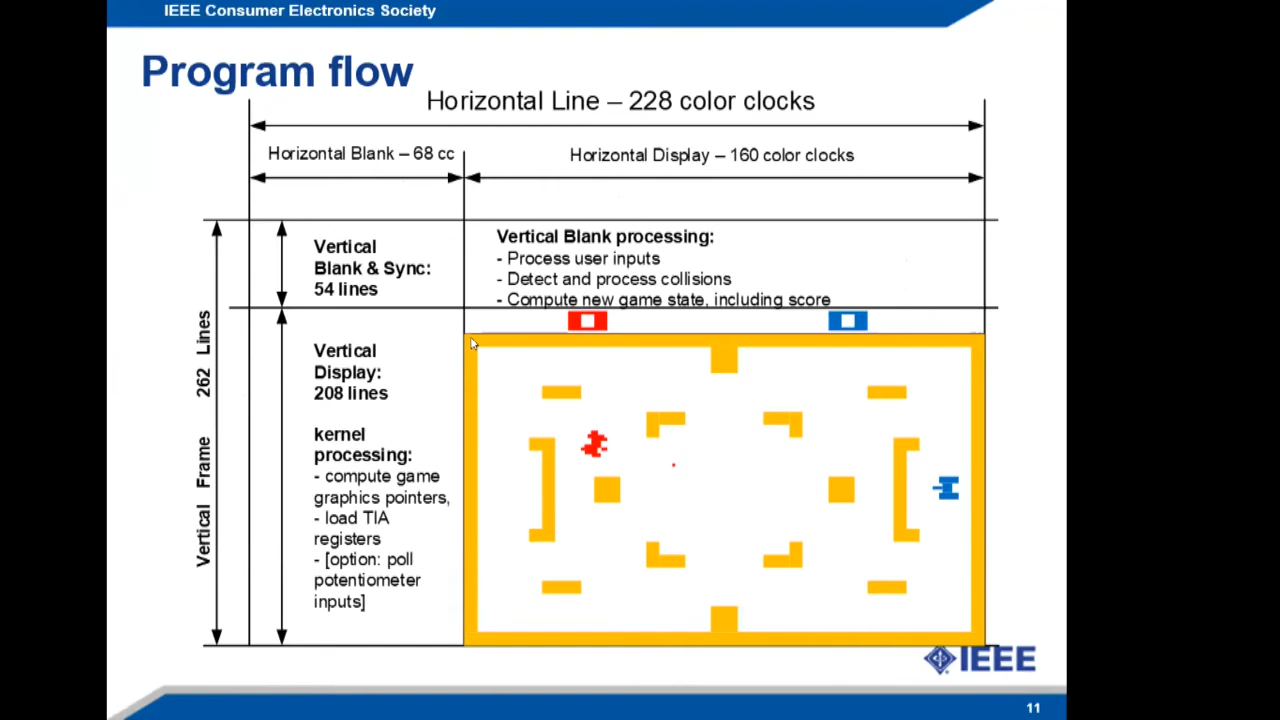 IEEE Consumer Electronics Society
Program flow
Horizontal Line – 228 color clocks
Horizontal Blank – 68 cc
Horizontal Display – 160 color clocks
Vertical
Blank & Sync:
54 lines
Vertical Blank processing:
- Process user inputs
- Detect and process collisions
- Compute new game state, including score
Vertical Frame 262 Lines
Vertical
Display:
208 lines
kernel
processing:
- compute game
graphics pointers,
- load TIA
registers
- [option: poll
potentiometer
inputs]
IEEE
11